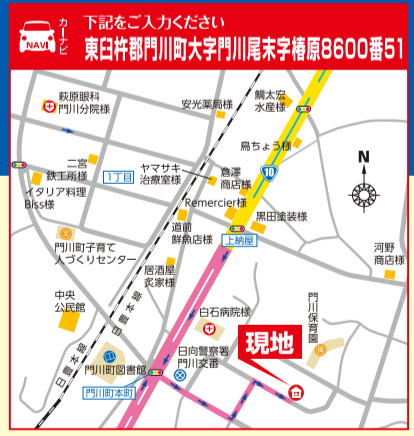 NAVI
カーナビ
下記をご入力ください
東臼杵郡門川町大字門川尾末字椿原8600番51
萩原眼科
門川分院様
安光薬局様
鯛太宏
水産様
鳥ちょう様
二宮
鉄工所様
1丁目
ヤマサキ
治療室様
倉澤
商店様
10
N
イタリア料理
Bliss様
Remercier様
黒田塗装様
道前
鮮魚店様
上納屋
門川町子育て
人づくりセンター
居酒屋
炙家様
河野
商店様
中央
公民館
日豊本線
日豊本線
白石病院様
門川保育園
現地
門川町図書館
日向警察署
門川交番
門川町本町